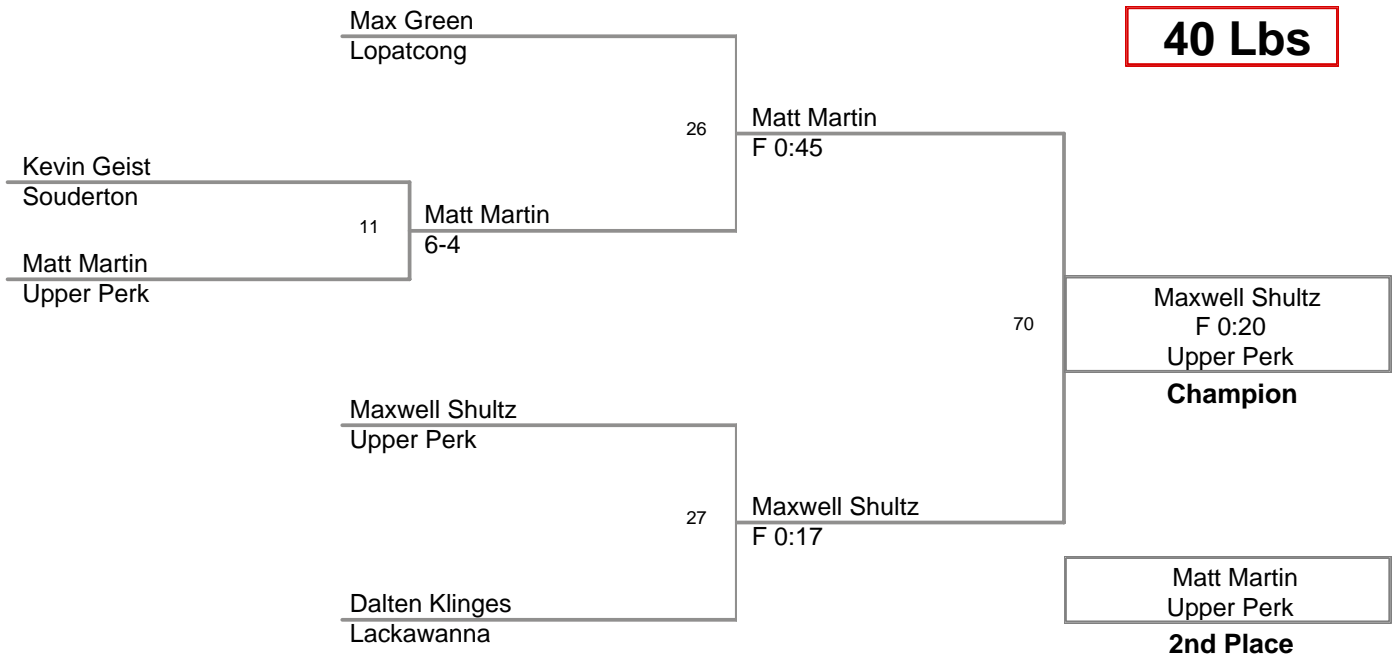 Max Green
Lopatcong
40 Lbs
26
Matt Martin
F 0:45
Kevin Geist
Souderton
11
Matt Martin
6-4
Matt Martin
Upper Perk
70
Maxwell Shultz
F 0:20
Upper Perk
Champion
Maxwell Shultz
Upper Perk
27
Maxwell Shultz
F 0:17
Dalten Klinges
Lackawanna
Matt Martin
Upper Perk
2nd Place